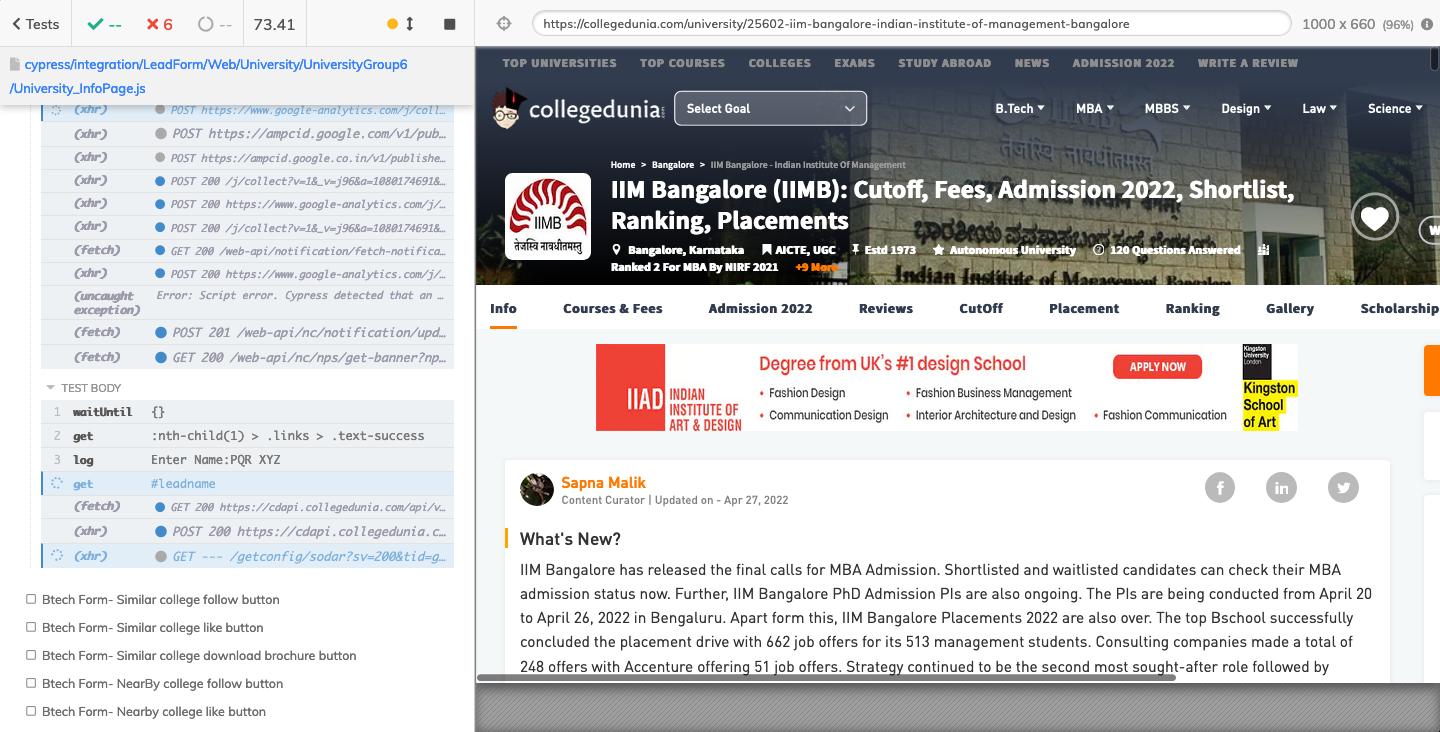 Tests
--
6
--
73.41
https://collegedunia.com/university/25602-iim-bangalore-indian-institute-of-management-bangalore
1000 x 660 (96%)
cypress/integration/LeadForm/Web/University/UniversityGroup6
/University_InfoPage.js
(xhr) POST https://www.google-analytics.com/j/coll...
(xhr) POST https://ampcid.google.com/v1/pub...
(xhr) POST https://ampcid.google.co.in/v1/publishe...
(xhr) POST 200 /j/collect?v=1&_v=j96&a=1080174691&...
(xhr) POST 200 https://www.google-analytics.com/j/...
(xhr) POST 200 /j/collect?v=1&_v=j96&a=1080174691&...
(fetch) GET 200 /web-api/notification/fetch-notifica...
(xhr) POST 200 https://www.google-analytics.com/j/...
(uncaught exception) Error: Script error. Cypress detected that an ...
(fetch) POST 201 /web-api/nc/notification/upd...
(fetch) GET 200 /web-api/nc/nps/get-banner?np...
TEST BODY
1 waitUntil {}
2 get :nth-child(1) > .links > .text-success
3 log Enter Name:PQR XYZ
get #leadname
(fetch) GET 200 https://cdapi.collegedunia.com/api/v...
(xhr) POST 200 https://cdapi.collegedunia.c...
(xhr) GET --- /getconfig/sodar?sv=200&tid=g...
Btech Form- Similar college follow button
Btech Form- Similar college like button
Btech Form- Similar college download brochure button
Btech Form- NearBy college follow button
Btech Form- Nearby college like button
TOP UNIVERSITIES TOP COURSES COLLEGES EXAMS STUDY ABROAD NEWS ADMISSION 2022 WRITE A REVIEW
collegedunia
Select Goal
B.Tech MBA MBBS Design Law Science
Home > Bangalore > IIM Bangalore - Indian Institute Of Management
IIMB
तेजस्वि नावधीतमस्तु
IIM Bangalore (IIMB): Cutoff, Fees, Admission 2022, Shortlist,
Ranking, Placements
Bangalore, Karnataka AICTE, UGC Estd 1973 Autonomous University 120 Questions Answered
Ranked 2 For MBA By NIRF 2021 +9 More
Indian Institute of Management Bangalore
W
Info Courses & Fees Admission 2022 Reviews CutOff Placement Ranking Gallery Scholarship
IIAD
INDIAN
INSTITUTE OF
ART & DESIGN
Degree from UK's #1 design School
• Fashion Design • Fashion Business Management
• Communication Design • Interior Architecture and Design • Fashion Communication
APPLY NOW
Kingston
University
London
Kingston
School
of Art
Sapna Malik
Content Curator | Updated on - Apr 27, 2022
What's New?
IIM Bangalore has released the final calls for MBA Admission. Shortlisted and waitlisted candidates can check their MBA
admission status now. Further, IIM Bangalore PhD Admission PIs are also ongoing. The PIs are being conducted from April 20
to April 26, 2022 in Bengaluru. Apart form this, IIM Bangalore Placements 2022 are also over. The top Bschool successfully
concluded the placement drive with 662 job offers for its 513 management students. Consulting companies made a total of
248 offers with Accenture offering 51 job offers. Strategy continued to be the second most sought-after role followed by